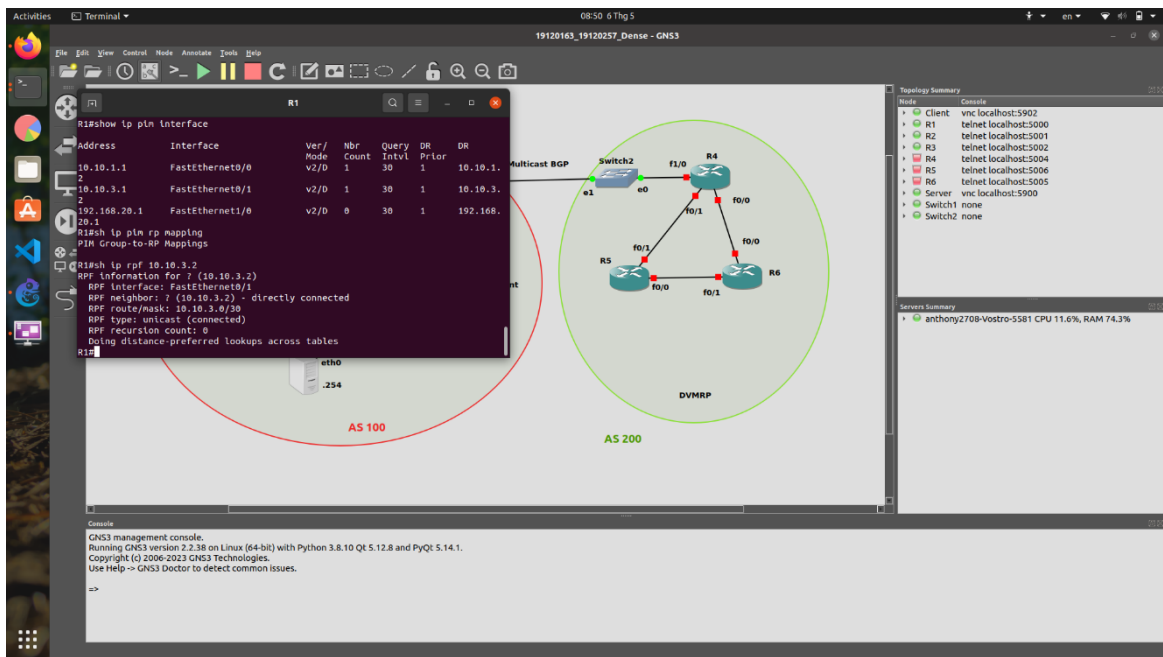 Activities
Terminal
08:50 6 Thg 5
en
19120163_19120257_Dense - GNS3
File Edit View Control Node Annotate Tools Help
R1
R1#show ip pim interface
Address Interface Ver/ Nbr Query DR DR
Mode Count Intvl Prior
10.10.1.1 FastEthernet0/0 v2/D 1 30 1 10.10.1.
2
10.10.3.1 FastEthernet0/1 v2/D 1 30 1 10.10.3.
2
192.168.20.1 FastEthernet1/0 v2/D 0 30 1 192.168.
20.1
R1#sh ip pim rp mapping
PIM Group-to-RP Mappings
R1#sh ip rpf 10.10.3.2
RPF information for ? (10.10.3.2)
RPF interface: FastEthernet0/1
RPF neighbor: ? (10.10.3.2) - directly connected
RPF route/mask: 10.10.3.0/30
RPF type: unicast (connected)
RPF recursion count: 0
Doing distance-preferred lookups across tables
R1#
Multicast BGP
Switch2
e1
e0
f1/0
R4
f0/1
f0/0
f0/1
f0/0
R5
R6
f0/0
f0/1
nt
eth0
.254
AS 100
DVMRP
AS 200
Topology Summary
Node Console
Client vnc localhost:5902
R1 telnet localhost:5000
R2 telnet localhost:5001
R3 telnet localhost:5002
R4 telnet localhost:5004
R5 telnet localhost:5006
R6 telnet localhost:5005
Server vnc localhost:5900
Switch1 none
Switch2 none
Servers Summary
anthony2708-Vostro-5581 CPU 11.6%, RAM 74.3%
Console
GNS3 management console.
Running GNS3 version 2.2.38 on Linux (64-bit) with Python 3.8.10 Qt 5.12.8 and PyQt 5.14.1.
Copyright (c) 2006-2023 GNS3 Technologies.
Use Help -> GNS3 Doctor to detect common issues.
=>